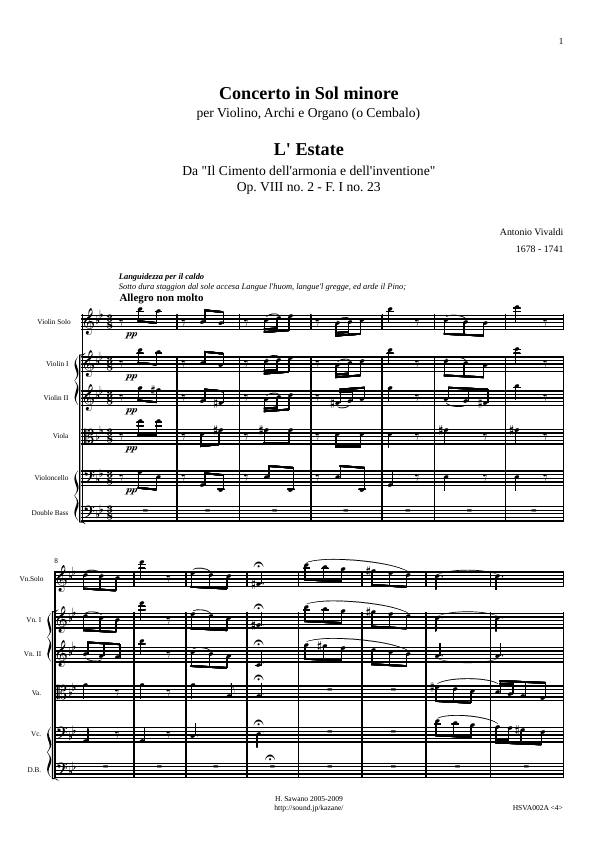 1
Concerto in Sol minore
per Violino, Archi e Organo (o Cembalo)
L' Estate
Da "Il Cimento dell'armonia e dell'inventione"
Op. VIII no. 2 - F. I no. 23
Antonio Vivaldi
1678 - 1741
Languidezza per il caldo
Sotto dura staggion dal sole accesa Langue l'huom, langue'l gregge, ed arde il Pino;
Allegro non molto
Violin Solo
pp
Violin I
pp
Violin II
pp
Viola
pp
Violoncello
pp
Double Bass
8
Vn.Solo
Vn. I
Vn. II
Va.
Vc.
D.B.
H. Sawano 2005-2009
http://sound.jp/kazane/
HSVA002A <4>